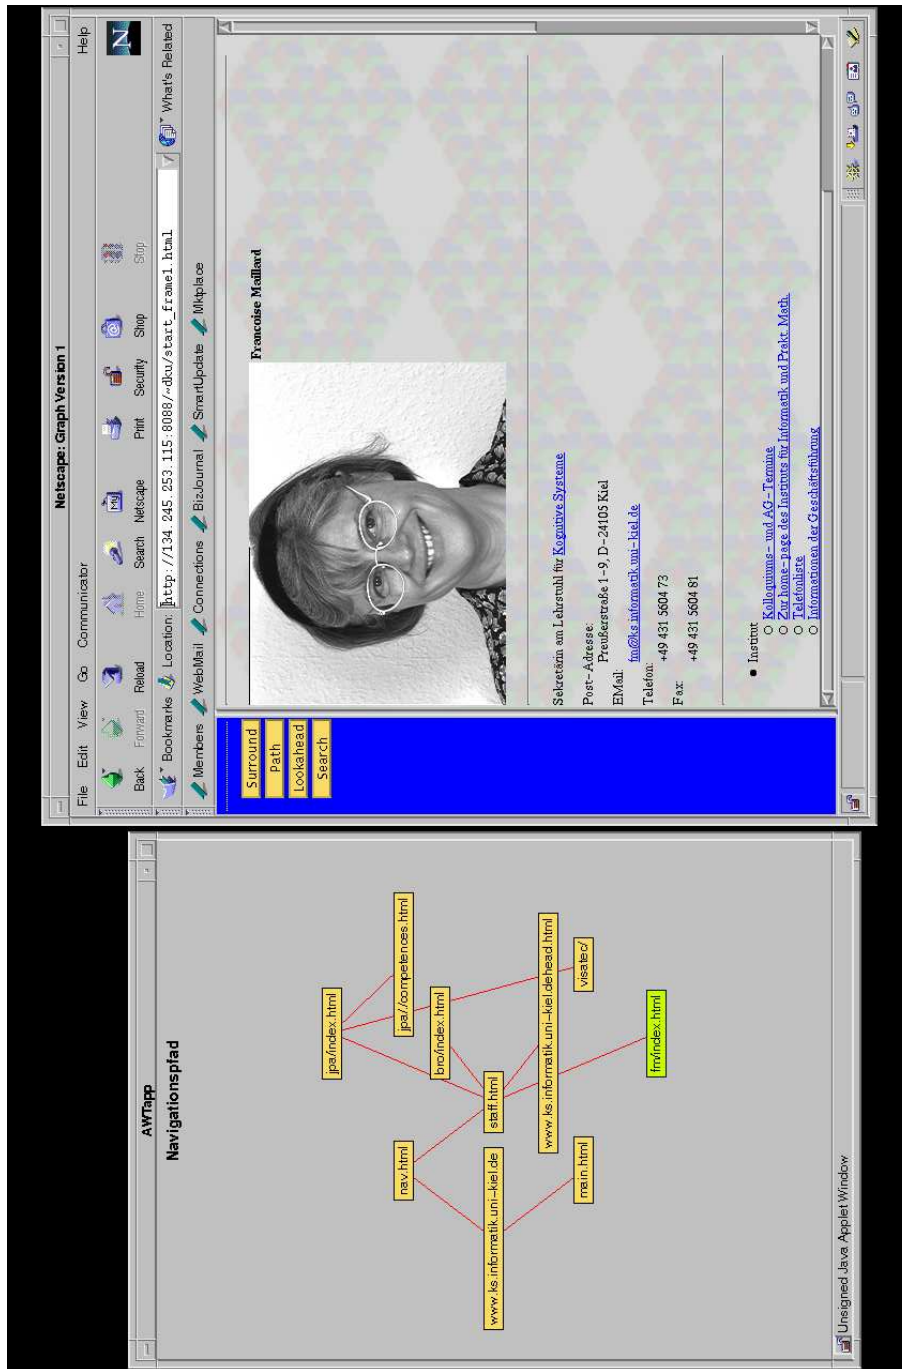 AWTapp
Navigationspfad
jpa/index.html
nav.html
jpa//competences.html
bro/index.html
www.ks.informatik.uni-kiel.de
staff.html
www.ks.informatik.uni-kiel.dehead.html
main.html
visatec/
fm/index.html
Unsigned Java Applet Window
Netscape: Graph Version 1
File Edit View Go Communicator Help
Back Forward Reload Home Search Netscape Print Security Shop Stop
My
N
Bookmarks Location: http://134.245.253.115:8088/~dku/start_frame1.html What's Related
Members WebMail Connections BizJournal SmartUpdate Mktplace
Surround
Path
Lookahead
Search
Francoise Maillard
Sekretärin am Lehrstuhl für Kognitive Systeme
Post-Adresse:
Preußerstraße 1-9, D-24105 Kiel
EMail:
fm@ks.informatik.uni-kiel.de
Telefon:
+49 431 5604 73
Fax:
+49 431 5604 81
Institut
Kolloquiums- und AG-Termine
Zur home-page des Instituts für Informatik und Prakt. Math.
Telefonliste
Informationen der Geschäftsführung